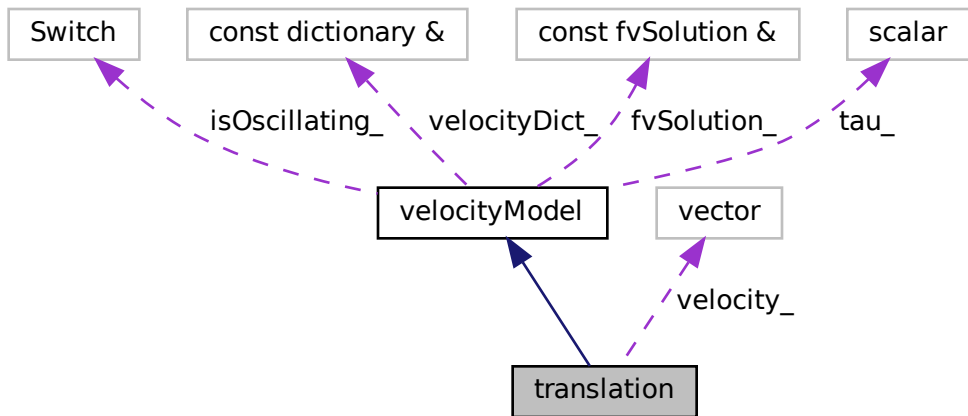 Switch
const dictionary &
const fvSolution &
scalar
isOscillating_
velocityDict_
fvSolution_
tau_
velocityModel
vector
velocity_
translation